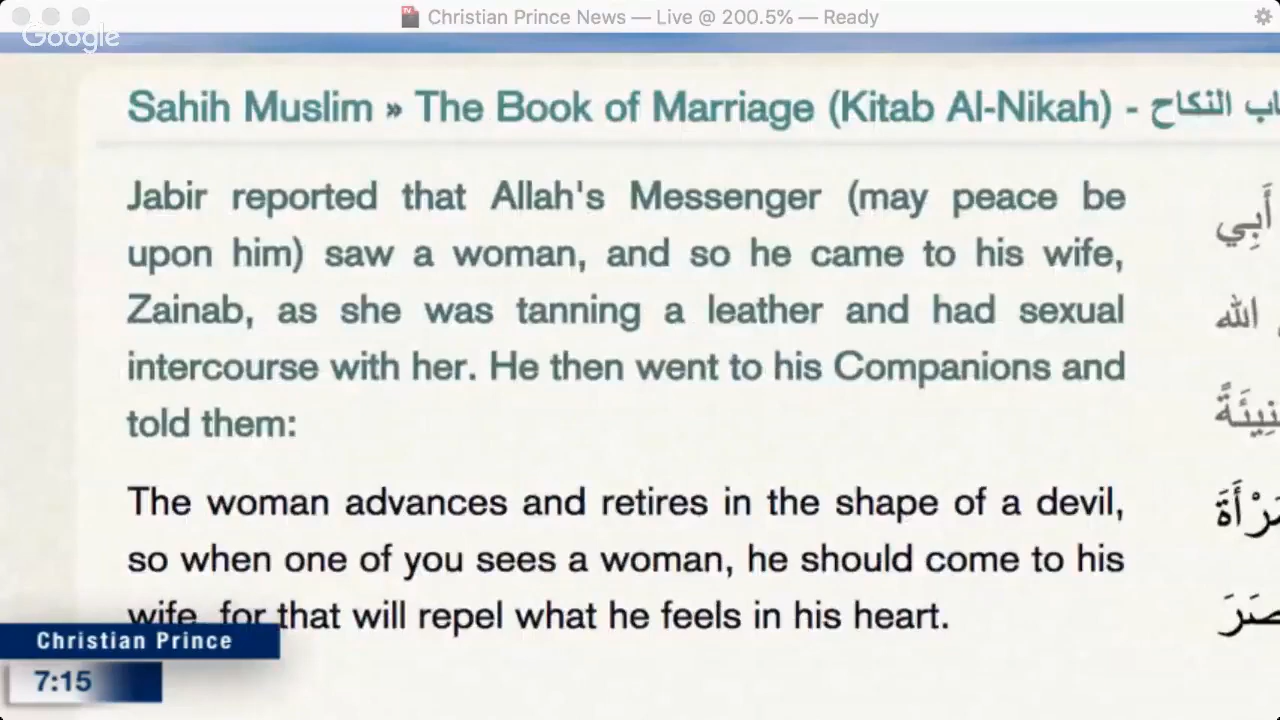 Christian Prince News — Live @ 200.5% — Ready
Google
Sahih Muslim » The Book of Marriage (Kitab Al-Nikah) - اب النكاح
Jabir reported that Allah's Messenger (may peace be
upon him) saw a woman, and so he came to his wife,
Zainab, as she was tanning a leather and had sexual
intercourse with her. He then went to his Companions and
told them:
The woman advances and retires in the shape of a devil,
so when one of you sees a woman, he should come to his
wife, for that will repel what he feels in his heart.
أَبِي
الله
Christian Prince
7:15